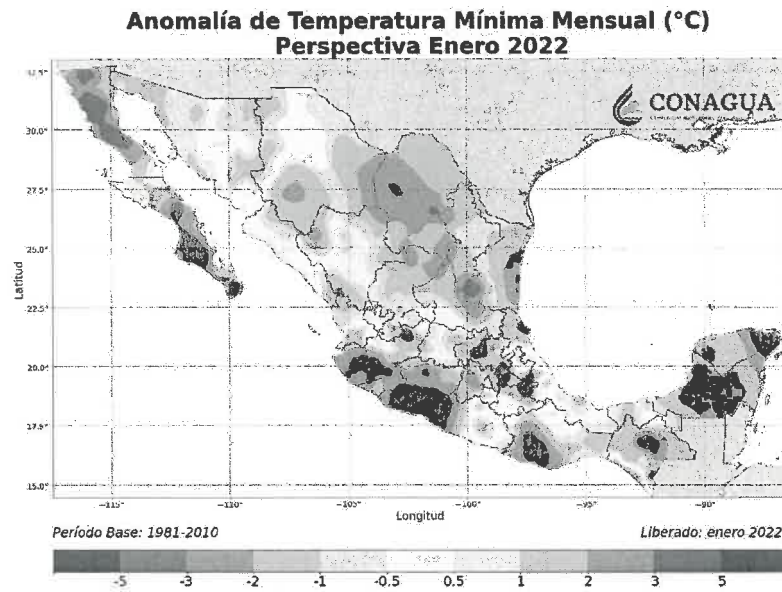 Anomalía de Temperatura Mínima Mensual (°C)
Perspectiva Enero 2022
CONAGUA
32.5°
30.0°
27.5°
25.0°
22.5°
20.0°
17.5°
15.0°
Latitud
-115° -110° -105° -100° -95° -90°
Longitud
Período Base: 1981-2010 Liberado: enero 2022
-5 -3 -2 -1 -0.5 0.5 1 2 3 5